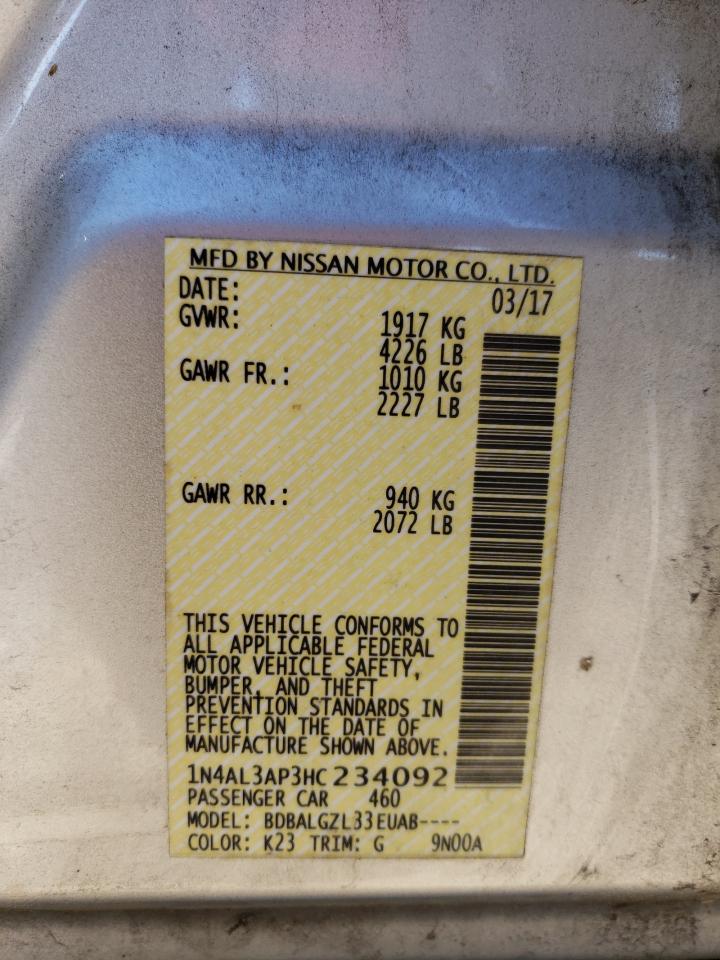 MFD BY NISSAN MOTOR CO., LTD.
DATE: 03/17
GVWR: 1917 KG
4226 LB
GAWR FR.: 1010 KG
2227 LB
GAWR RR.: 940 KG
2072 LB
THIS VEHICLE CONFORMS TO
ALL APPLICABLE FEDERAL
MOTOR VEHICLE SAFETY,
BUMPER, AND THEFT
PREVENTION STANDARDS IN
EFFECT ON THE DATE OF
MANUFACTURE SHOWN ABOVE.
1N4AL3AP3HC234092
PASSENGER CAR 460
MODEL: BDBALGZL33EUAB----
COLOR: K23 TRIM: G 9N00A